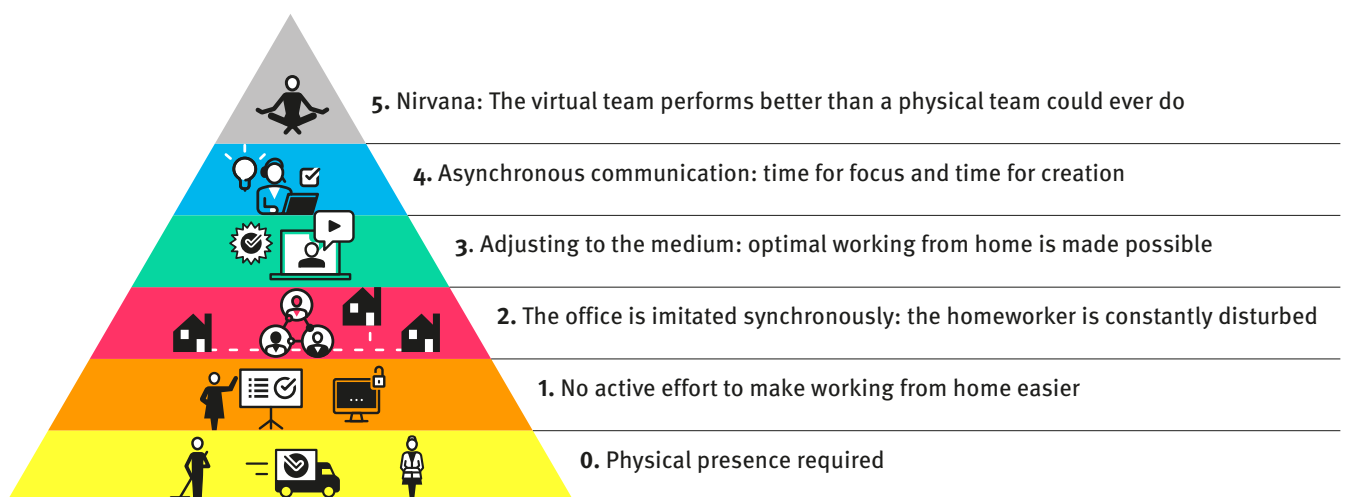 5. Nirvana: The virtual team performs better than a physical team could ever do
4. Asynchronous communication: time for focus and time for creation
3. Adjusting to the medium: optimal working from home is made possible
2. The office is imitated synchronously: the homeworker is constantly disturbed
1. No active effort to make working from home easier
0. Physical presence required